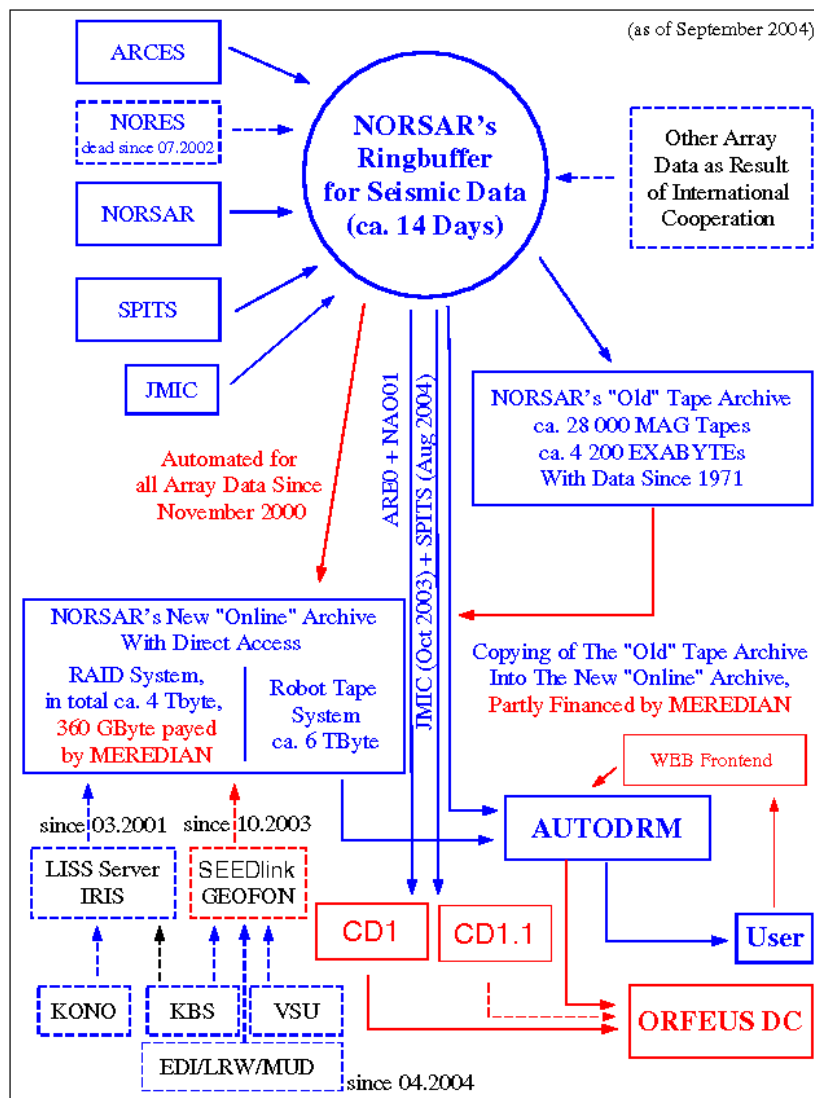 (as of September 2004)
ARCES
NORES
dead since 07.2002
NORSAR
SPITS
JMIC
NORSAR's
Ringbuffer
for Seismic Data
(ca. 14 Days)
Other Array
Data as Result
of International
Cooperation
Automated for
all Array Data Since
November 2000
ARE0 + NAO01
JMIC (Oct 2003) + SPITS (Aug 2004)
NORSAR's "Old" Tape Archive
ca. 28 000 MAG Tapes
ca. 4 200 EXABYTEs
With Data Since 1971
NORSAR's New "Online" Archive
With Direct Access
RAID System,
in total ca. 4 Tbyte,
360 GByte payed
by MEREDIAN
Robot Tape
System
ca. 6 TByte
Copying of The "Old" Tape Archive
Into The New "Online" Archive,
Partly Financed by MEREDIAN
WEB Frontend
AUTODRM
since 03.2001
since 10.2003
LISS Server
IRIS
SEEDlink
GEOFON
CD1
CD1.1
User
KONO
KBS
VSU
ORFEUS DC
EDI/LRW/MUD
since 04.2004